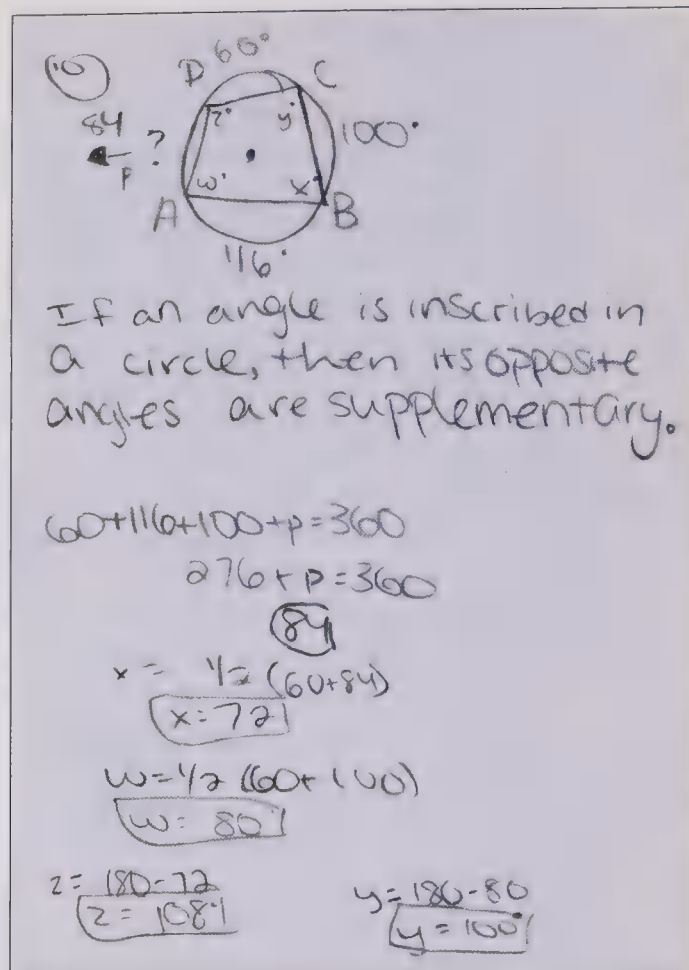 10
D 60° C
84
P ?
z° y° 100°
w° x°
A B
116°
If an angle is inscribed in
a circle, then its opposite
angles are supplementary.
60+116+100+p=360
276+p=360
84
x = 1/2 (60+84)
x=72
w=1/2 (60+100)
w= 80°
z= 180-72
z= 108°
y=180-80
y=100°